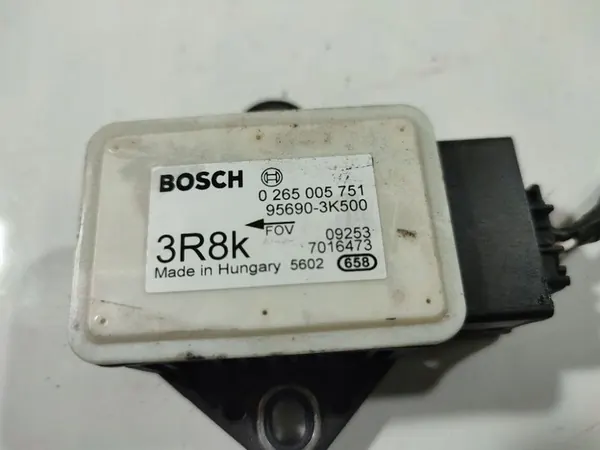 BOSCH 0 265 005 751
95690-3K500
FOV 09253
3R8k 7016473
Made in Hungary 5602 658